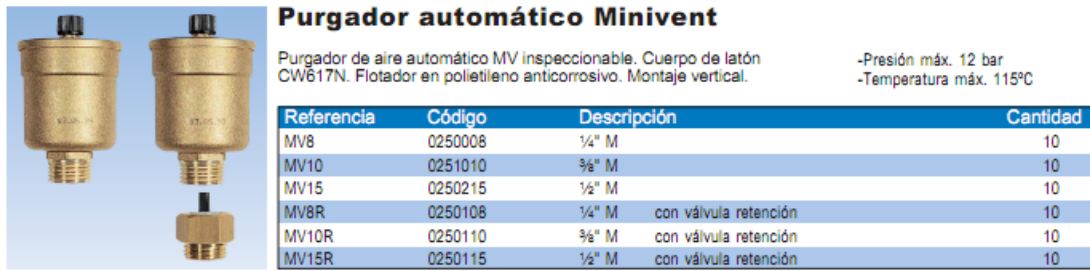 Purgador automático Minivent
Purgador de aire automático MV inspeccionable. Cuerpo de latón
CW617N. Flotador en polietileno anticorrosivo. Montaje vertical.
-Presión máx. 12 bar
-Temperatura máx. 115ºC
Referencia Código Descripción Cantidad
MV8 0250008 ¼" M 10
MV10 0251010 ⅜" M 10
MV15 0250215 ½" M 10
MV8R 0250108 ¼" M con válvula retención 10
MV10R 0250110 ⅜" M con válvula retención 10
MV15R 0250115 ½" M con válvula retención 10